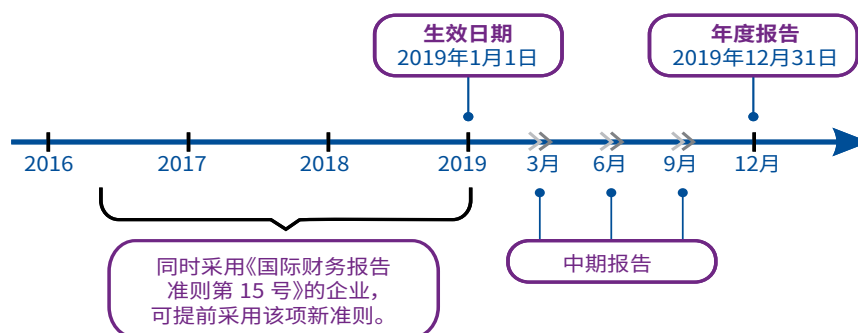 生效日期
2019年1月1日
年度报告
2019年12月31日
2016
2017
2018
2019
3月
6月
9月
12月
同时采用《国际财务报告
准则第 15 号》的企业，
可提前采用该项新准则。
中期报告